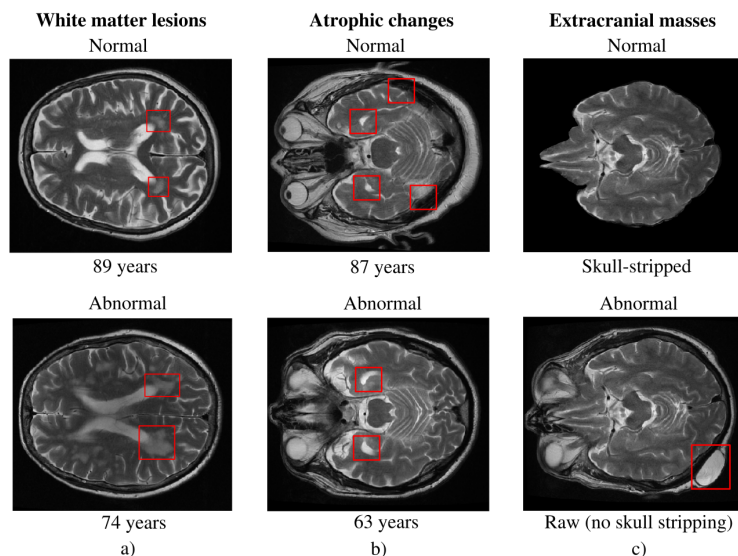 White matter lesions
Atrophic changes
Extracranial masses
Normal
Normal
Normal
89 years
87 years
Skull-stripped
Abnormal
Abnormal
Abnormal
74 years
63 years
Raw (no skull stripping)
a)
b)
c)